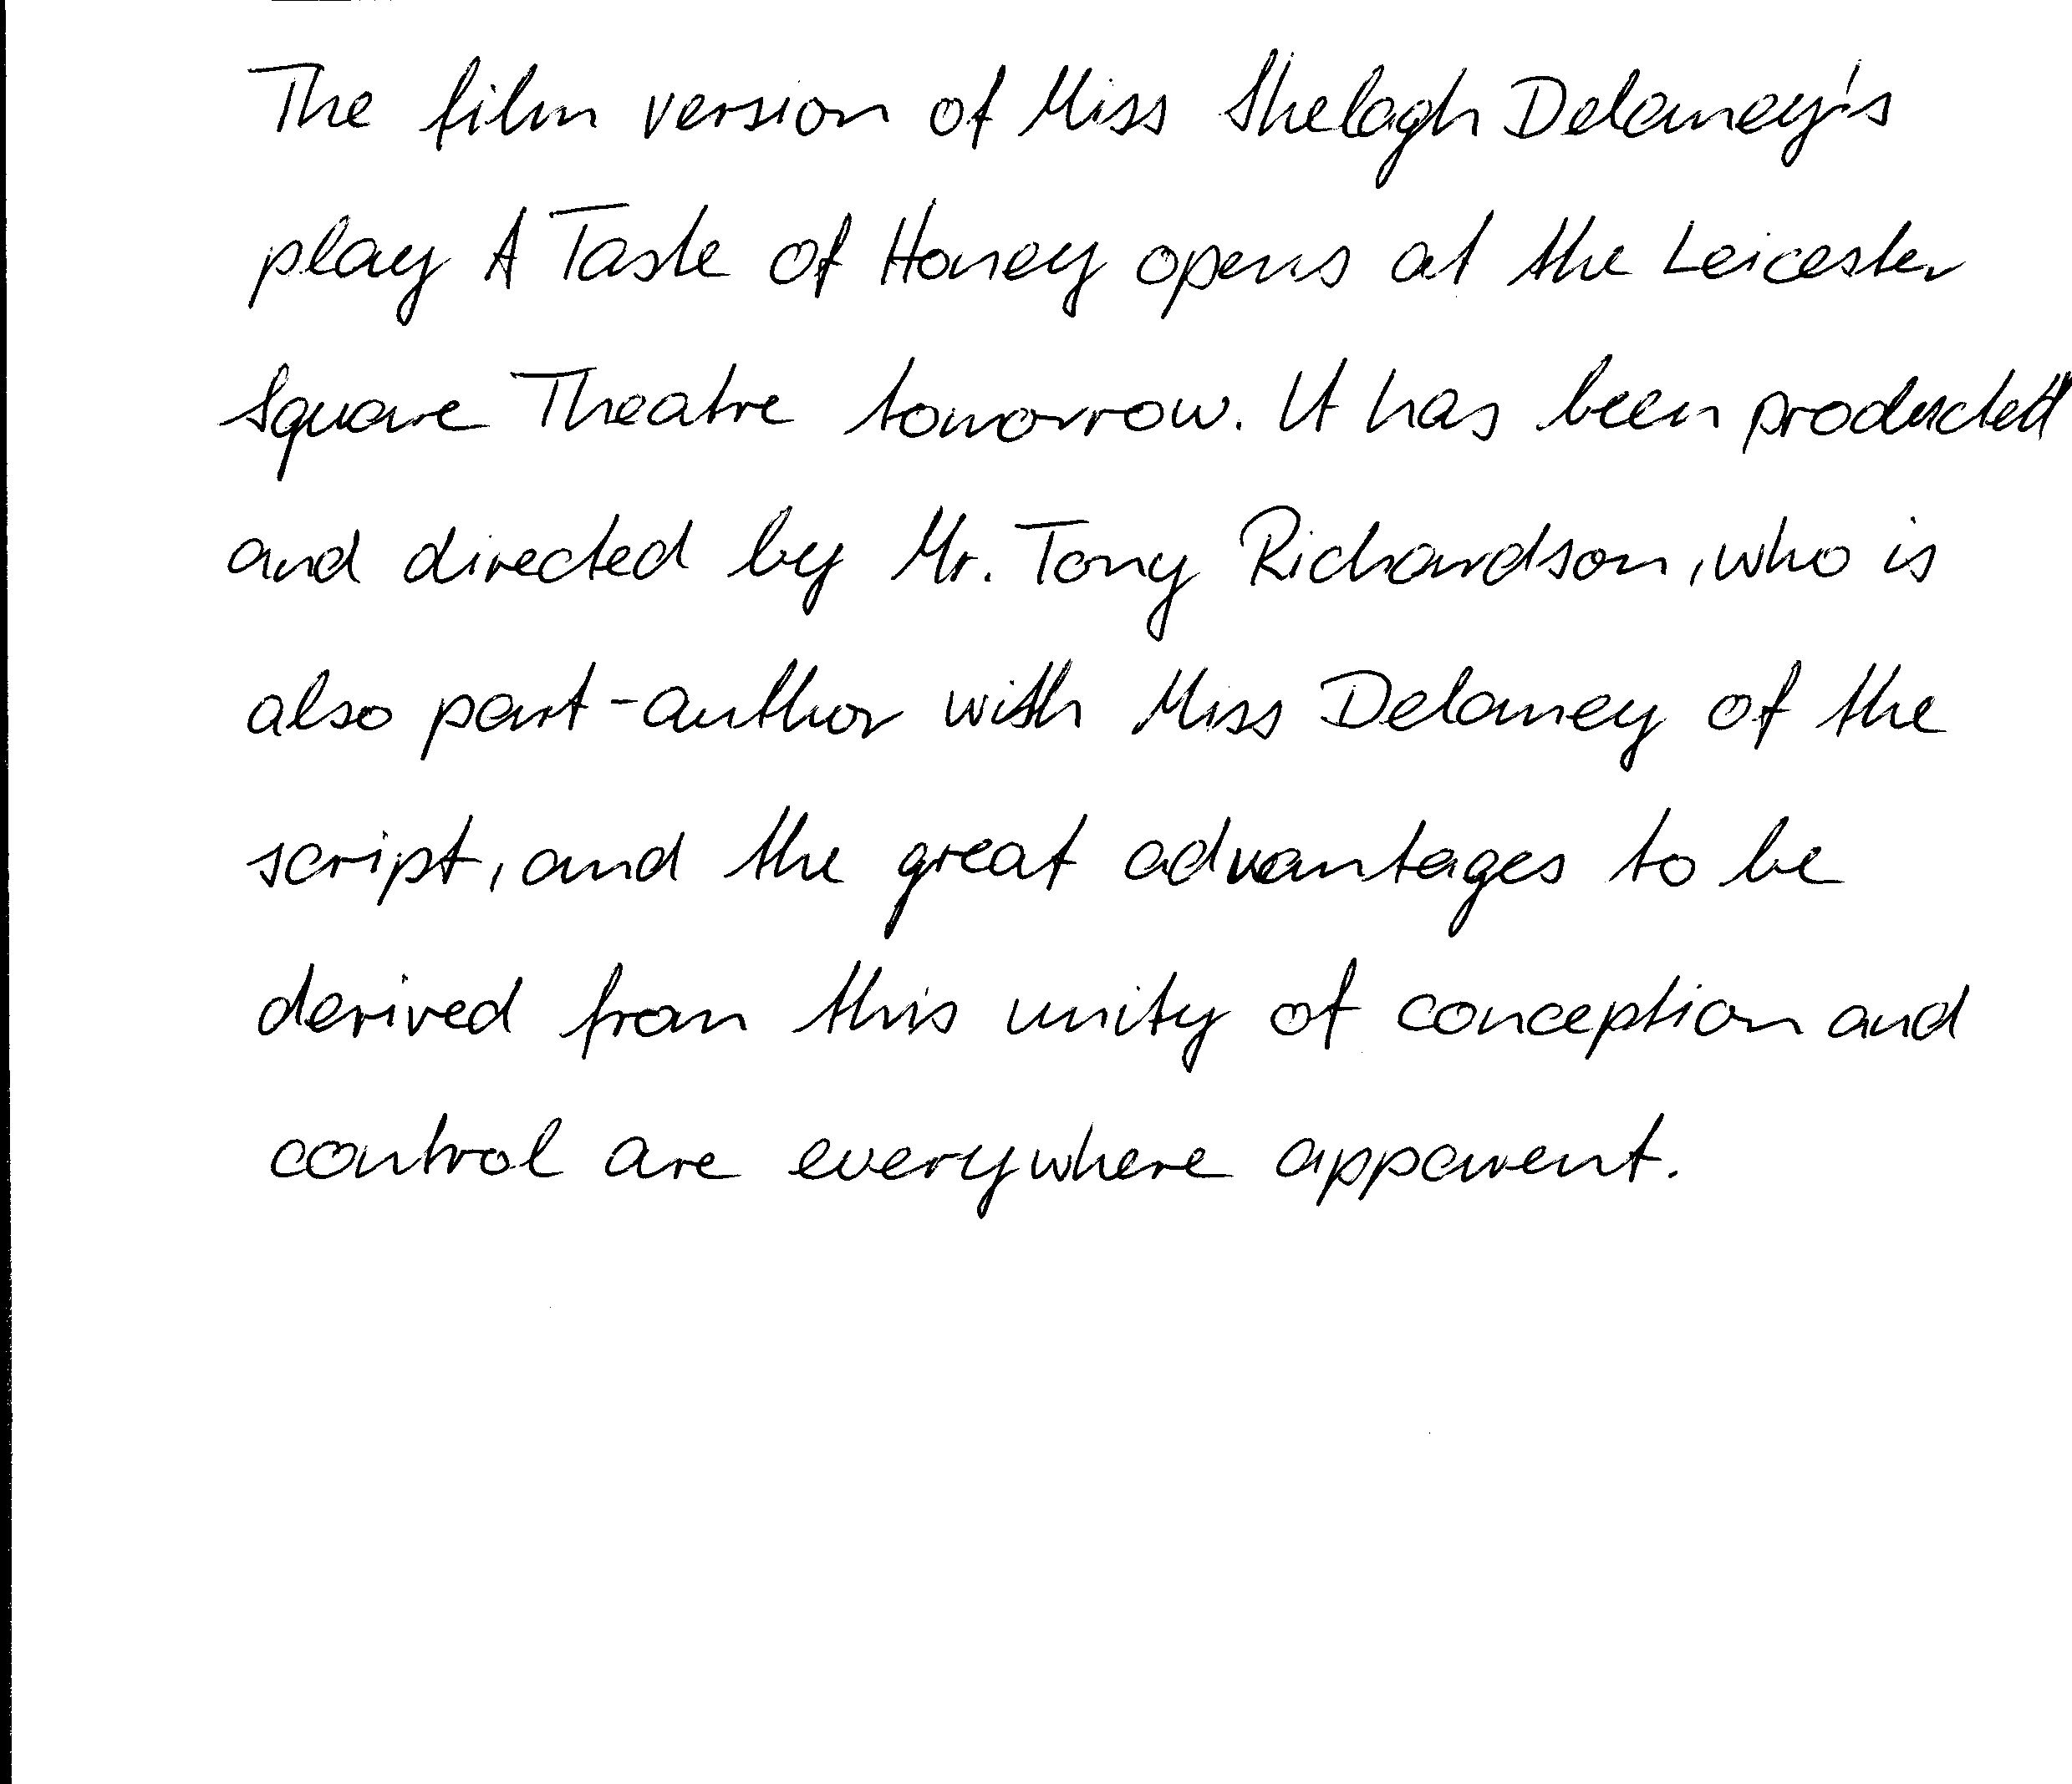 The film version of Miss Shelagh Delaney's
play A Taste of Honey opens at the Leicester
Square Theatre tomorrow. It has been producted
and directed by Mr. Tony Richardson, who is
also part-author with Miss Delaney of the
script, and the great advantages to be
derived from this unity of conception and
control are everywhere apparent.